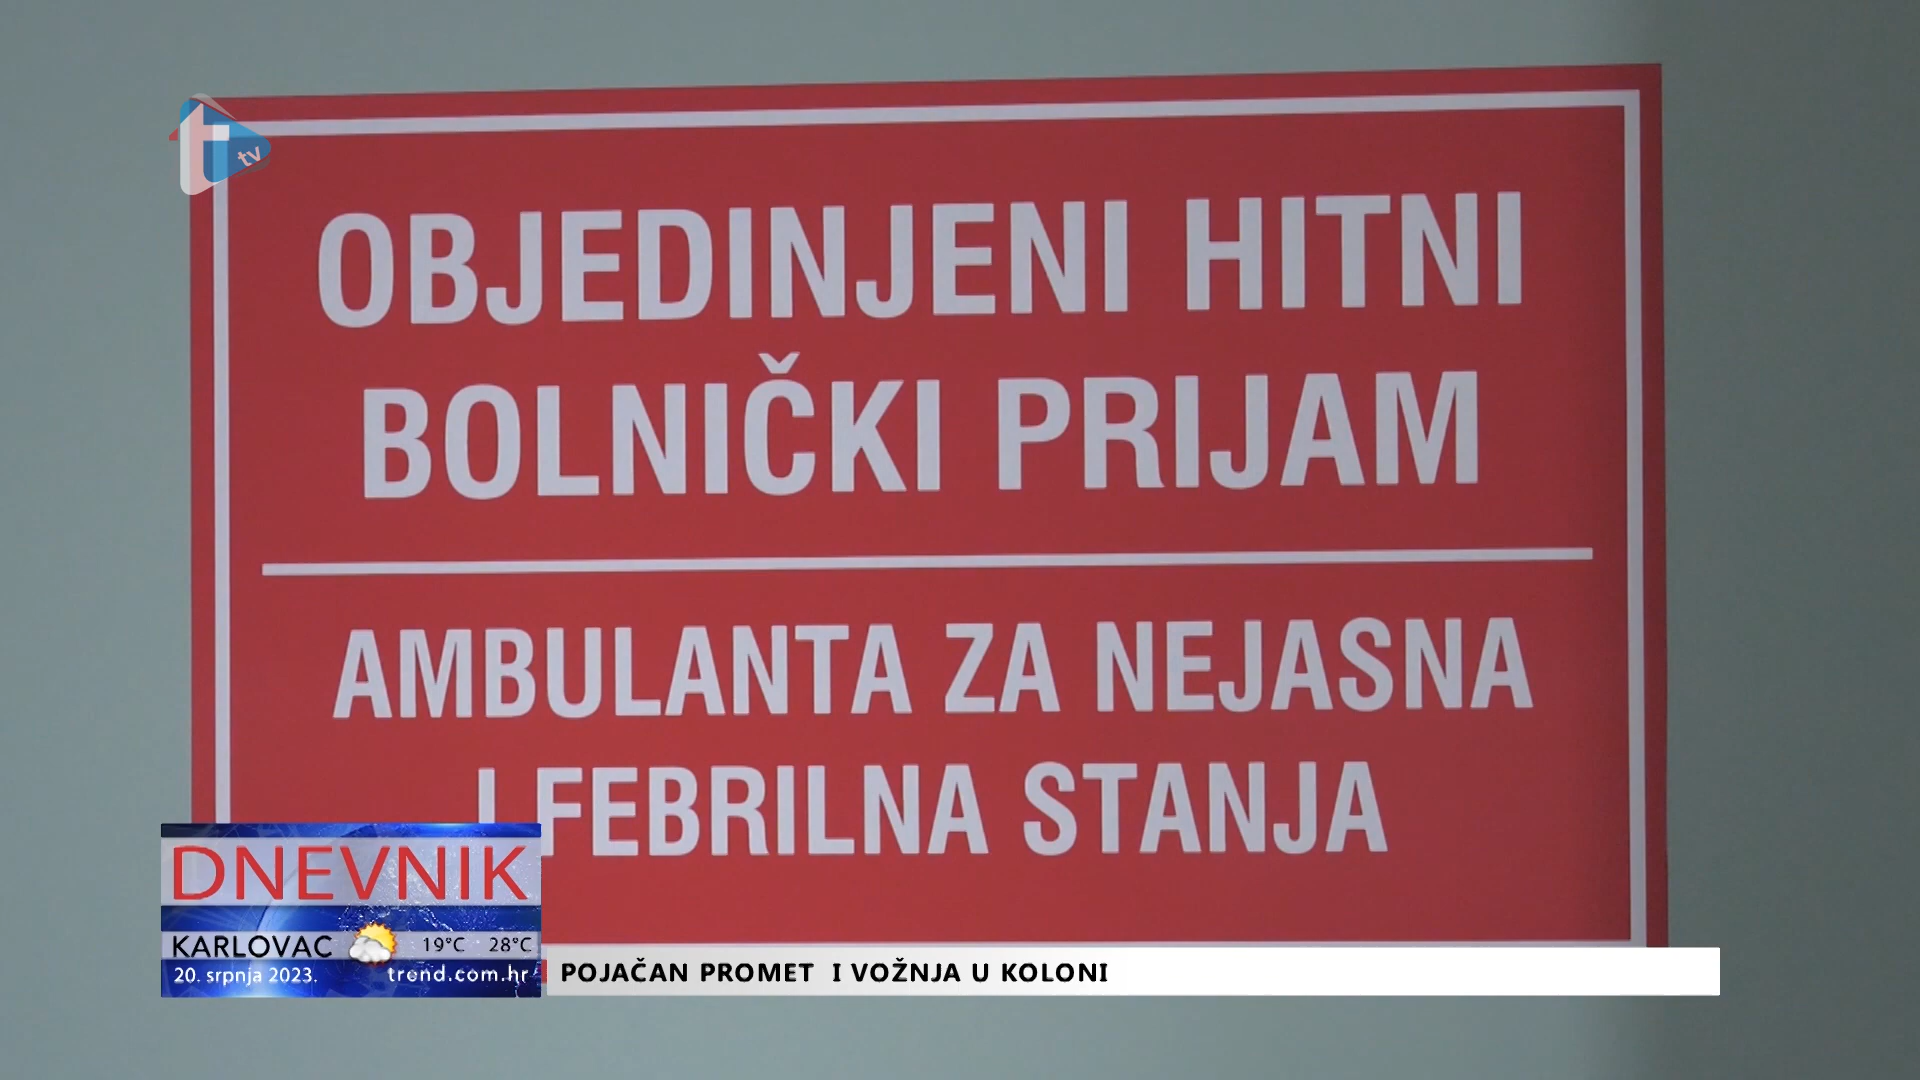 t tv
OBJEDINJENI HITNI
BOLNIČKI PRIJAM
AMBULANTA ZA NEJASNA
I FEBRILNA STANJA
DNEVNIK
KARLOVAC 19°C 28°C
20. srpnja 2023. trend.com.hr
POJAČAN PROMET I VOŽNJA U KOLONI